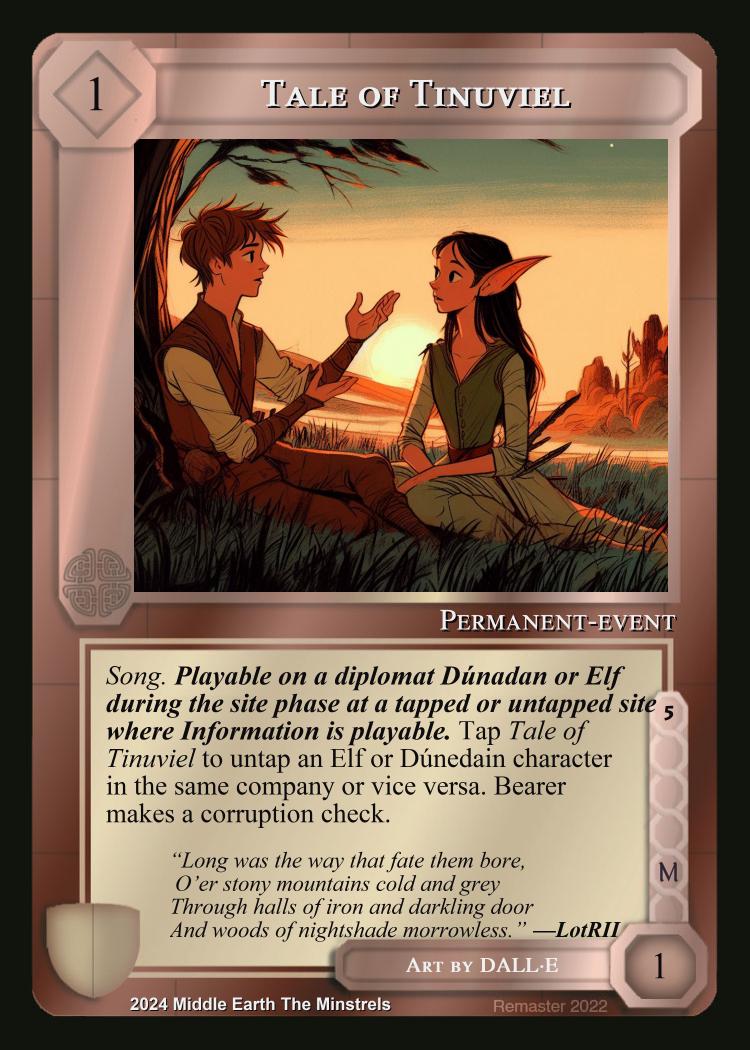 1
TALE OF TINUVIEL
PERMANENT-EVENT
Song. Playable on a diplomat Dúnadan or Elf
during the site phase at a tapped or untapped site
where Information is playable. Tap Tale of
Tinuviel to untap an Elf or Dúnedain character
in the same company or vice versa. Bearer
makes a corruption check.
5
M
“Long was the way that fate them bore,
O’er stony mountains cold and grey
Through halls of iron and darkling door
And woods of nightshade morrowless.” —LotRII
ART BY DALL·E
1
2024 Middle Earth The Minstrels
Remaster 2022